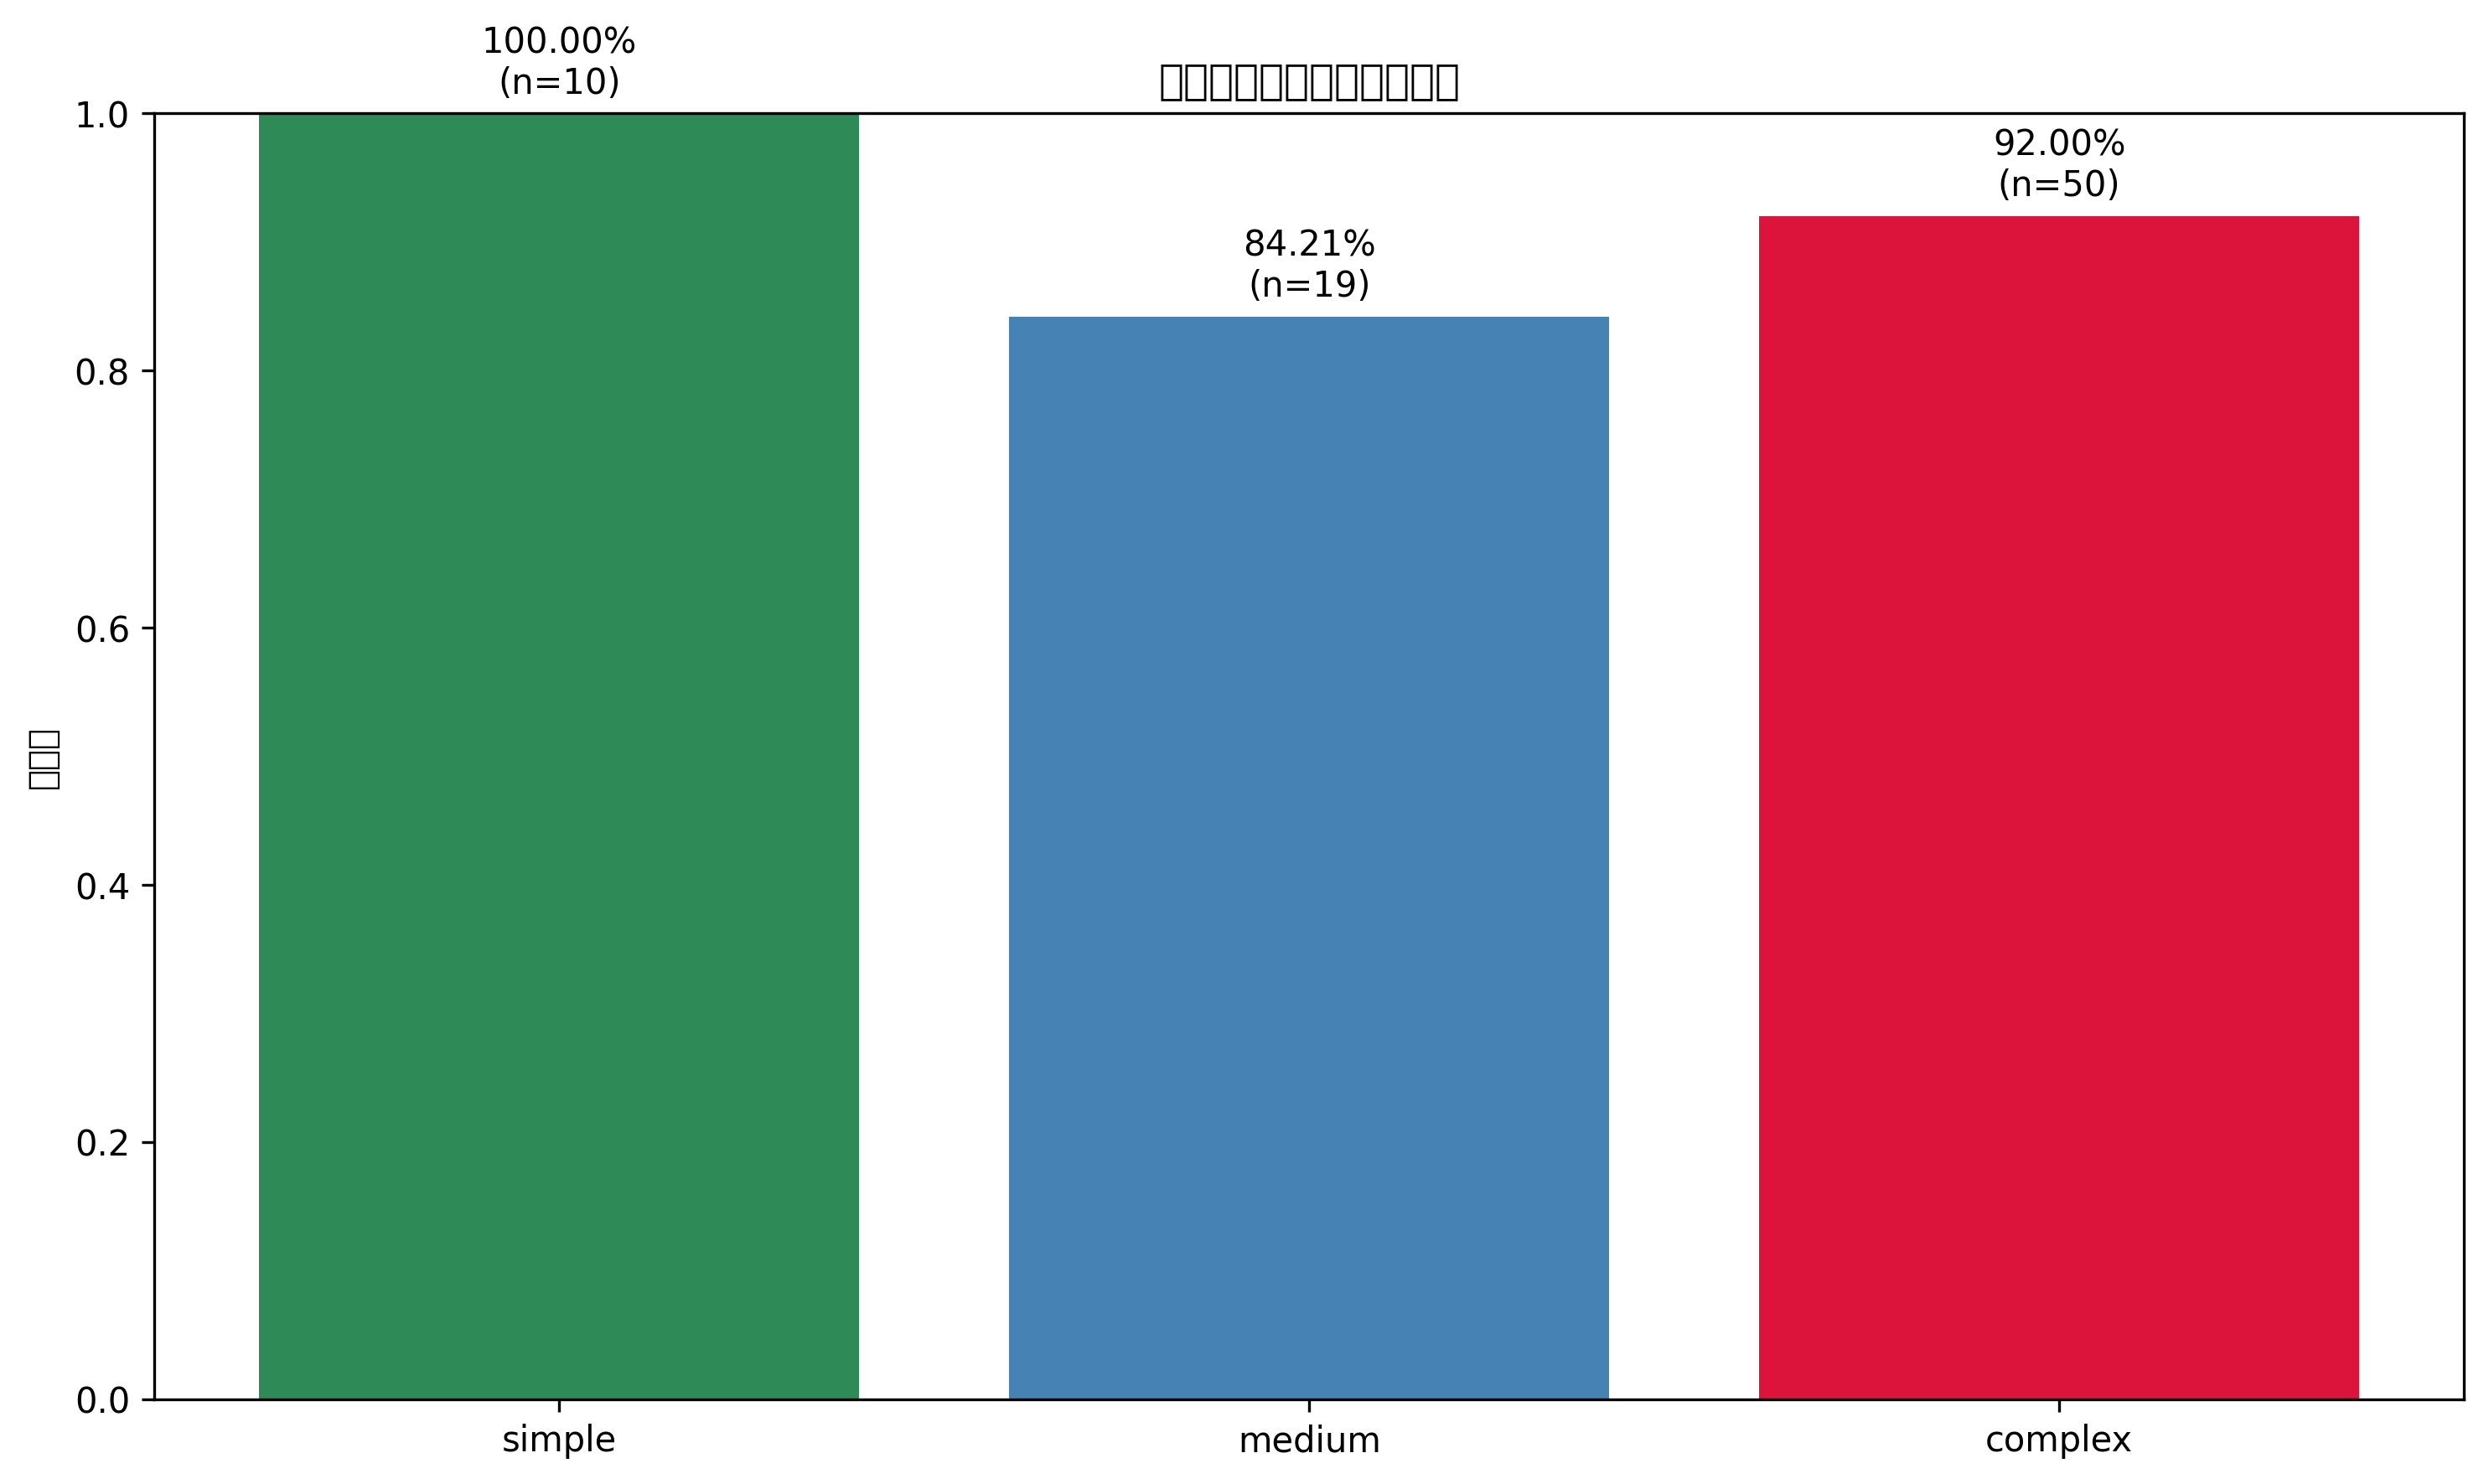 100.00%
(n=10)
84.21%
(n=19)
92.00%
(n=50)
1.0
0.8
0.6
0.4
0.2
0.0
simple
medium
complex